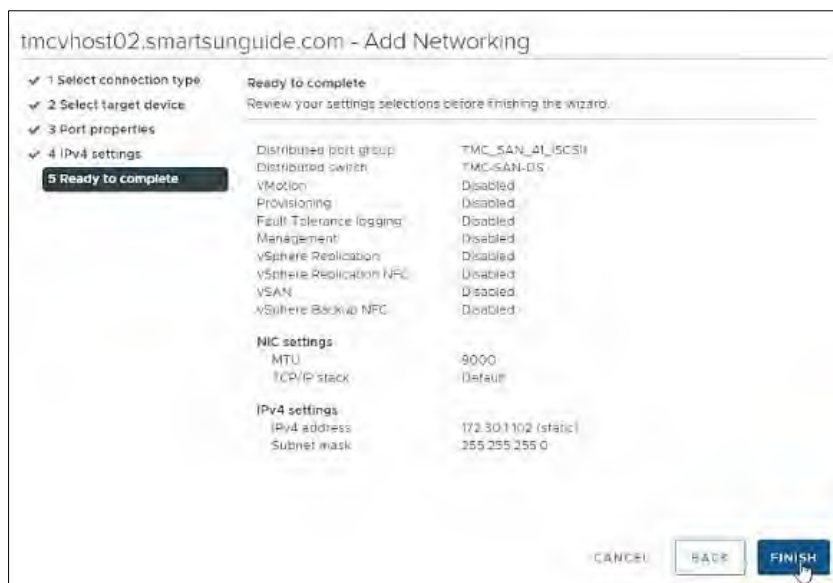 tmcvhost02.smartsunguide.com - Add Networking
1 Select connection type
2 Select target device
3 Port properties
4 IPv4 settings
5 Ready to complete
Ready to complete
Review your settings selections before finishing the wizard.
Distributed port group TMC_SAN_A1_ISCSI1
Distributed switch TMC-SAN-DS
vMotion Disabled
Provisioning Disabled
Fault Tolerance logging Disabled
Management Disabled
vSphere Replication Disabled
vSphere Replication NFC Disabled
vSAN Disabled
vSphere Backup NFC Disabled
NIC settings
MTU 9000
TCP/IP stack Default
IPv4 settings
IPv4 address 172.30.1.102 (static)
Subnet mask 255.255.255.0
CANCEL BACK FINISH